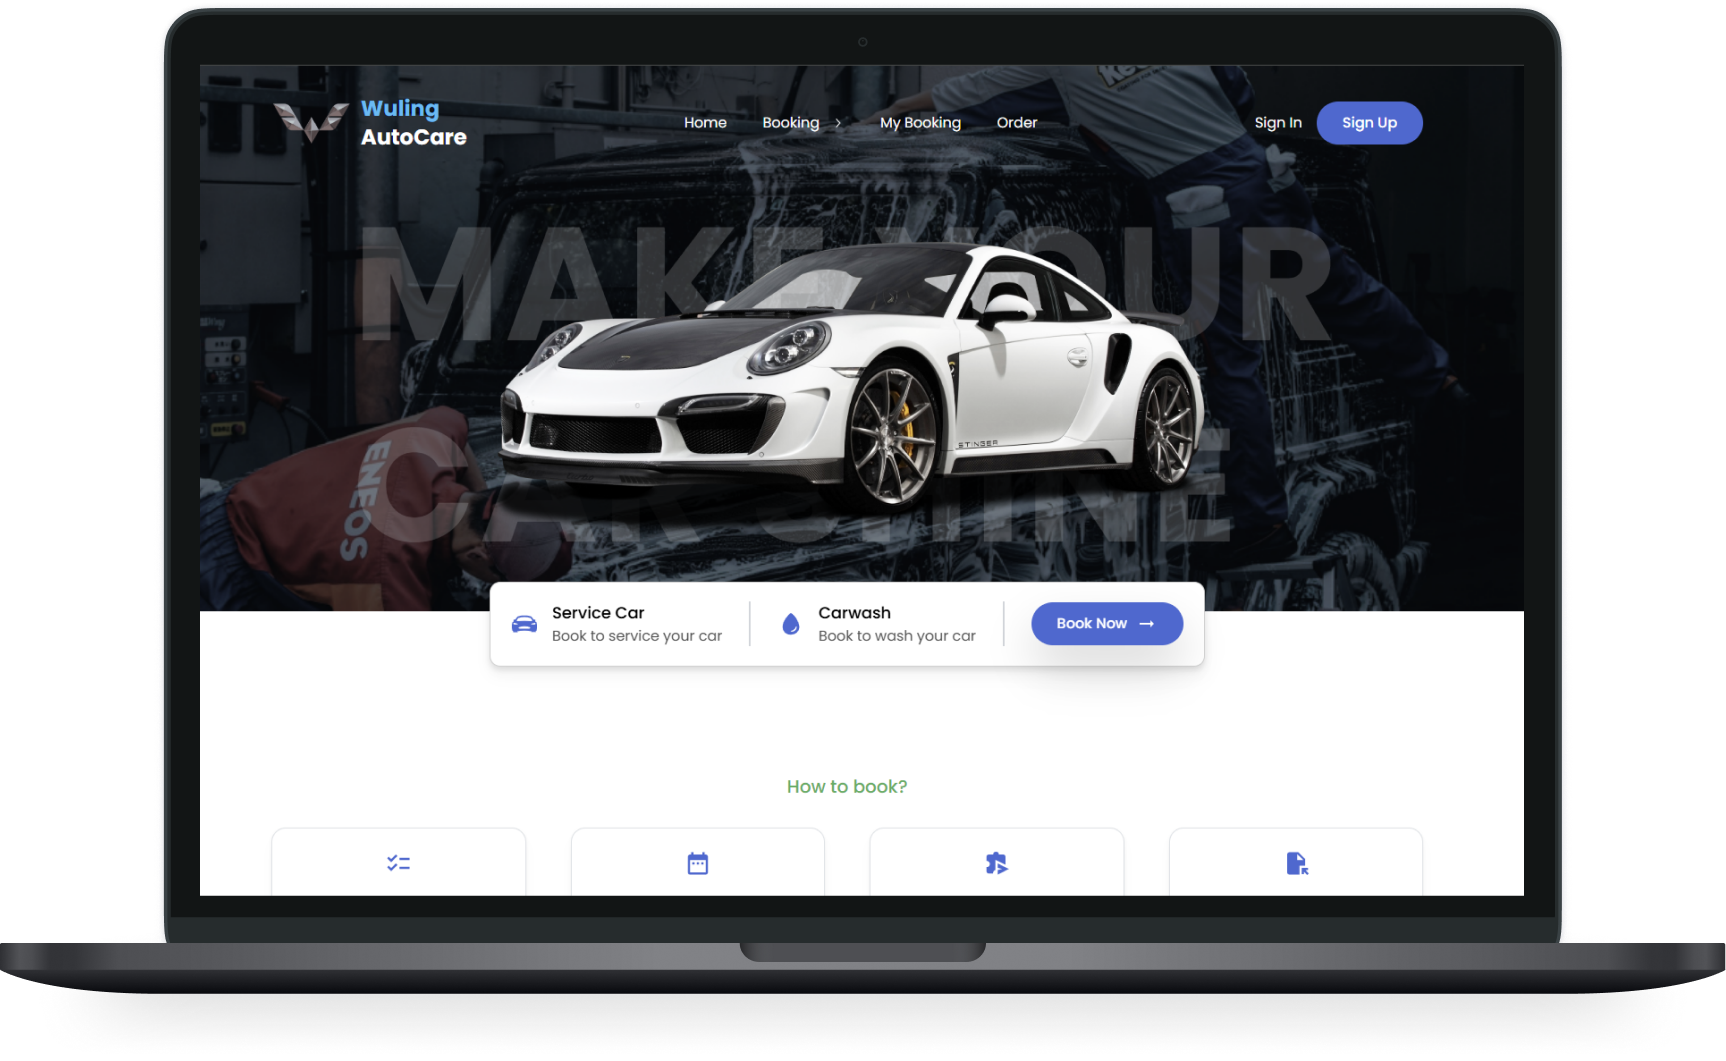 Wuling
AutoCare
Home
Booking
My Booking
Order
Sign In
Sign Up
Ke
MAKE YOUR
CAR SHINE
ENEOS
STINGER
Service Car
Book to service your car
Carwash
Book to wash your car
Book Now →
How to book?